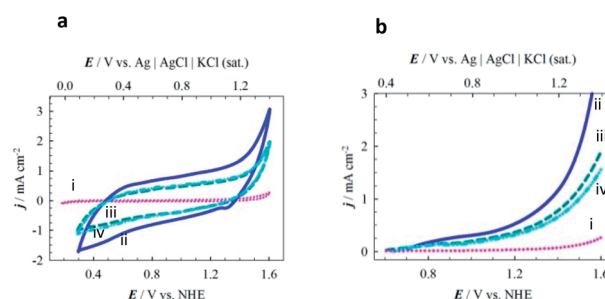 a
E / V vs. Ag | AgCl | KCl (sat.)
0.0 0.4 0.8 1.2
3
2
1
0
-1
-2
j / mA cm-2
i
iii
iv
ii
0.4 0.8 1.2 1.6
E / V vs. NHE
b
E / V vs. Ag | AgCl | KCl (sat.)
0.4 0.8 1.2
3
2
1
0
j / mA cm-2
ii
iii
iv
i
0.8 1.2 1.6
E / V vs. NHE